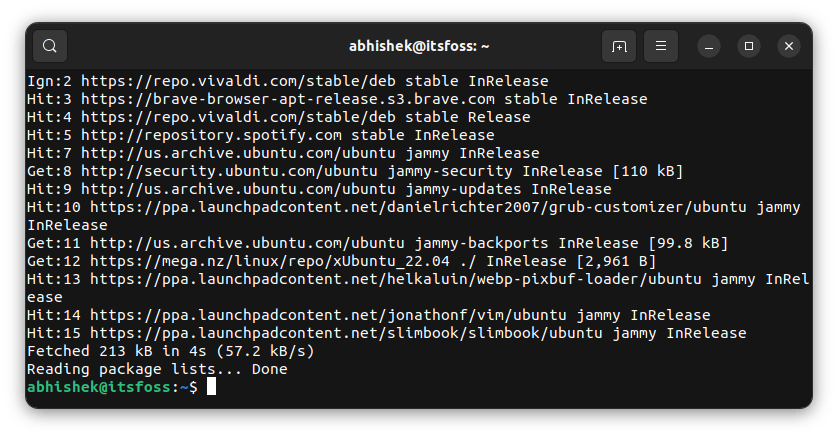 abhishek@itsfoss: ~
Ign:2 https://repo.vivaldi.com/stable/deb stable InRelease
Hit:3 https://brave-browser-apt-release.s3.brave.com stable InRelease
Hit:4 https://repo.vivaldi.com/stable/deb stable Release
Hit:5 http://repository.spotify.com stable InRelease
Hit:7 http://us.archive.ubuntu.com/ubuntu jammy InRelease
Get:8 http://security.ubuntu.com/ubuntu jammy-security InRelease [110 kB]
Hit:9 http://us.archive.ubuntu.com/ubuntu jammy-updates InRelease
Hit:10 https://ppa.launchpadcontent.net/danielrichter2007/grub-customizer/ubuntu jammy
InRelease
Get:11 http://us.archive.ubuntu.com/ubuntu jammy-backports InRelease [99.8 kB]
Get:12 https://mega.nz/linux/repo/xUbuntu_22.04 ./ InRelease [2,961 B]
Hit:13 https://ppa.launchpadcontent.net/helkaluin/webp-pixbuf-loader/ubuntu jammy InRel
ease
Hit:14 https://ppa.launchpadcontent.net/jonathonf/vim/ubuntu jammy InRelease
Hit:15 https://ppa.launchpadcontent.net/slimbook/slimbook/ubuntu jammy InRelease
Fetched 213 kB in 4s (57.2 kB/s)
Reading package lists... Done
abhishek@itsfoss:~$